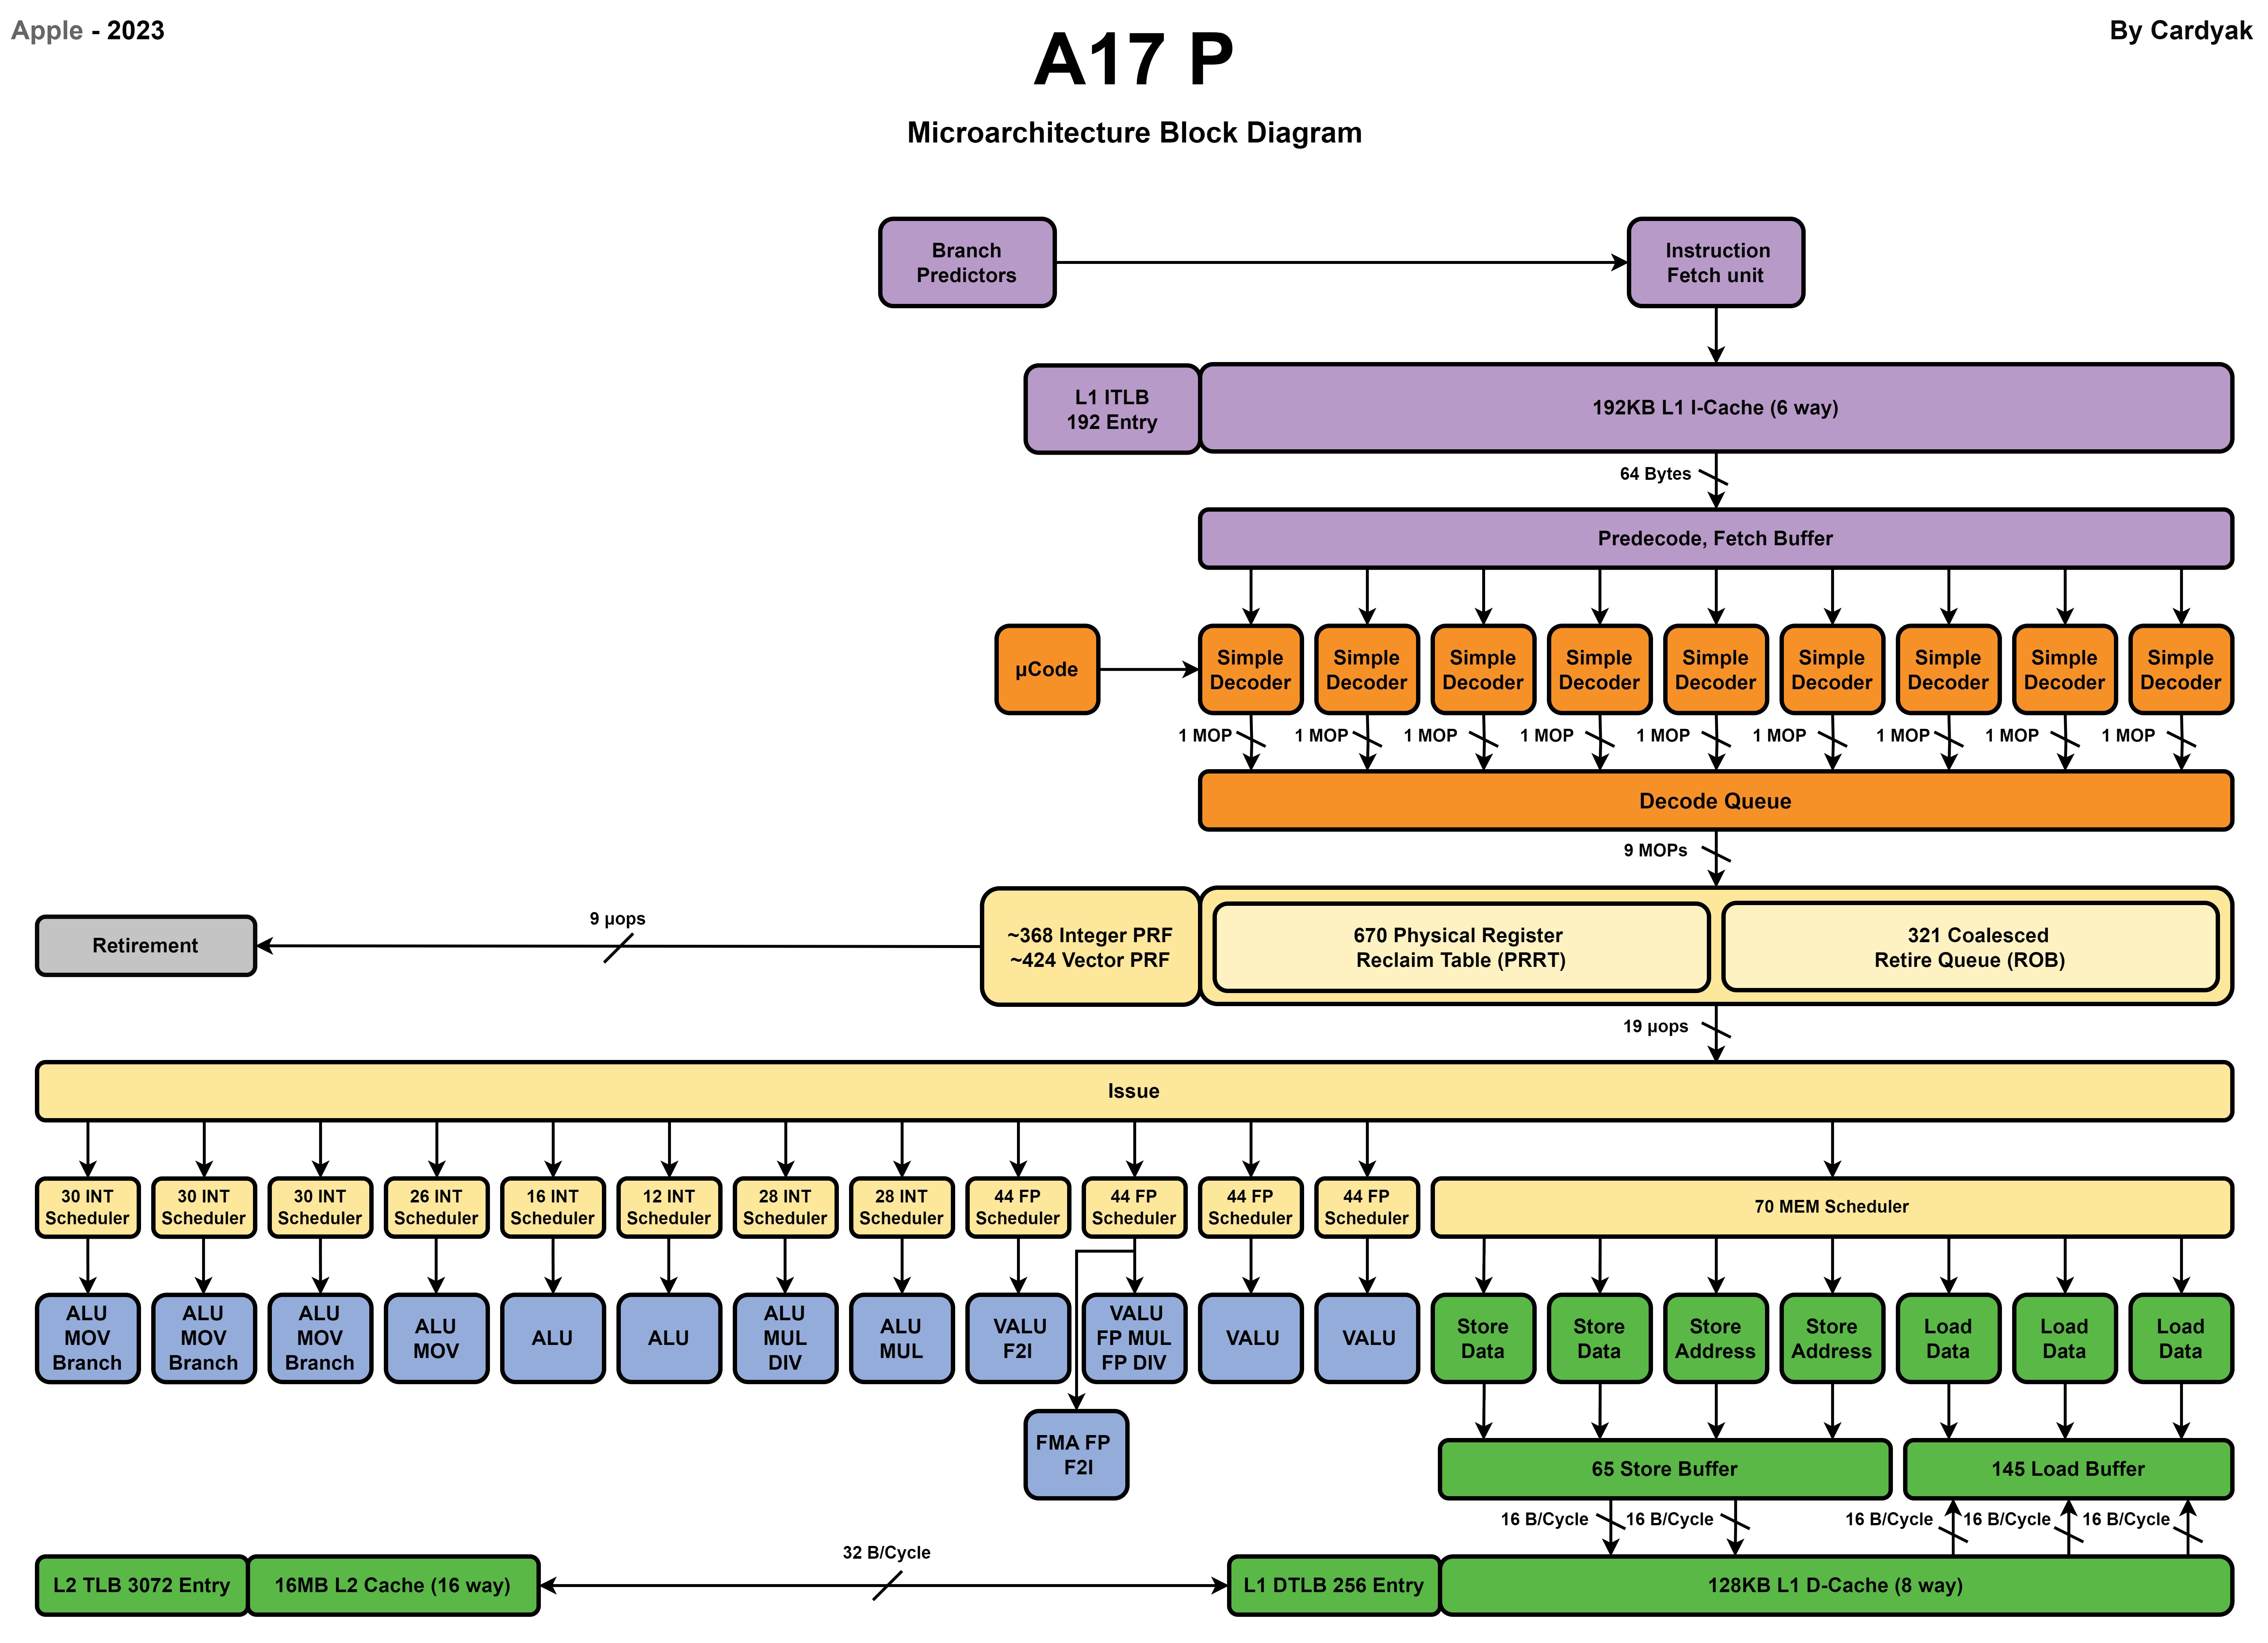 Apple - 2023
By Cardyak
A17 P
Microarchitecture Block Diagram
Branch
Predictors
Instruction
Fetch unit
L1 ITLB
192 Entry
192KB L1 I-Cache (6 way)
64 Bytes
Predecode, Fetch Buffer
µCode
Simple
Decoder
Simple
Decoder
Simple
Decoder
Simple
Decoder
Simple
Decoder
Simple
Decoder
Simple
Decoder
Simple
Decoder
Simple
Decoder
1 MOP
1 MOP
1 MOP
1 MOP
1 MOP
1 MOP
1 MOP
1 MOP
1 MOP
Decode Queue
9 MOPs
Retirement
9 µops
~368 Integer PRF
~424 Vector PRF
670 Physical Register
Reclaim Table (PRRT)
321 Coalesced
Retire Queue (ROB)
19 µops
Issue
30 INT
Scheduler
30 INT
Scheduler
30 INT
Scheduler
26 INT
Scheduler
16 INT
Scheduler
12 INT
Scheduler
28 INT
Scheduler
28 INT
Scheduler
44 FP
Scheduler
44 FP
Scheduler
44 FP
Scheduler
44 FP
Scheduler
70 MEM Scheduler
ALU
MOV
Branch
ALU
MOV
Branch
ALU
MOV
Branch
ALU
MOV
ALU
ALU
ALU
MUL
DIV
ALU
MUL
VALU
F2I
VALU
FP MUL
FP DIV
VALU
VALU
Store
Data
Store
Data
Store
Address
Store
Address
Load
Data
Load
Data
Load
Data
FMA FP
F2I
65 Store Buffer
145 Load Buffer
16 B/Cycle
16 B/Cycle
16 B/Cycle
16 B/Cycle
16 B/Cycle
L2 TLB 3072 Entry
16MB L2 Cache (16 way)
32 B/Cycle
L1 DTLB 256 Entry
128KB L1 D-Cache (8 way)